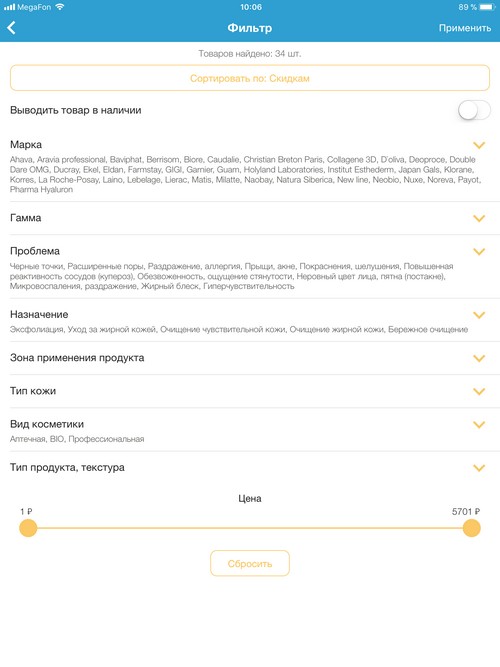 MegaFon 10:06 89 %
Фильтр Применить
Товаров найдено: 34 шт.
Сортировать по: Скидкам
Выводить товар в наличии
Марка
Ahava, Aravia professional, Baviphat, Berrisom, Biore, Caudalie, Christian Breton Paris, Collagene 3D, D'oliva, Deoproce, Double
Dare OMG, Ducray, Ekel, Eldan, Farmstay, GIGI, Garnier, Guam, Holyland Laboratories, Institut Esthederm, Japan Gals, Klorane,
Korres, La Roche-Posay, Laino, Lebelage, Lierac, Matis, Milatte, Naobay, Natura Siberica, New line, Neobio, Nuxe, Noreva, Payot,
Pharma Hyaluron
Гамма
Проблема
Черные точки, Расширенные поры, Раздражение, аллергия, Прыщи, акне, Покраснения, шелушения, Повышенная
реактивность сосудов (купероз), Обезвоженность, ощущение стянутости, Неровный цвет лица, пятна (постакне),
Микровоспаления, раздражение, Жирный блеск, Гиперчувствительность
Назначение
Эксфолиация, Уход за жирной кожей, Очищение чувствительной кожи, Очищение жирной кожи, Бережное очищение
Зона применения продукта
Тип кожи
Вид косметики
Аптечная, BIO, Профессиональная
Тип продукта, текстура
Цена
1 ₽ 5701 ₽
Сбросить